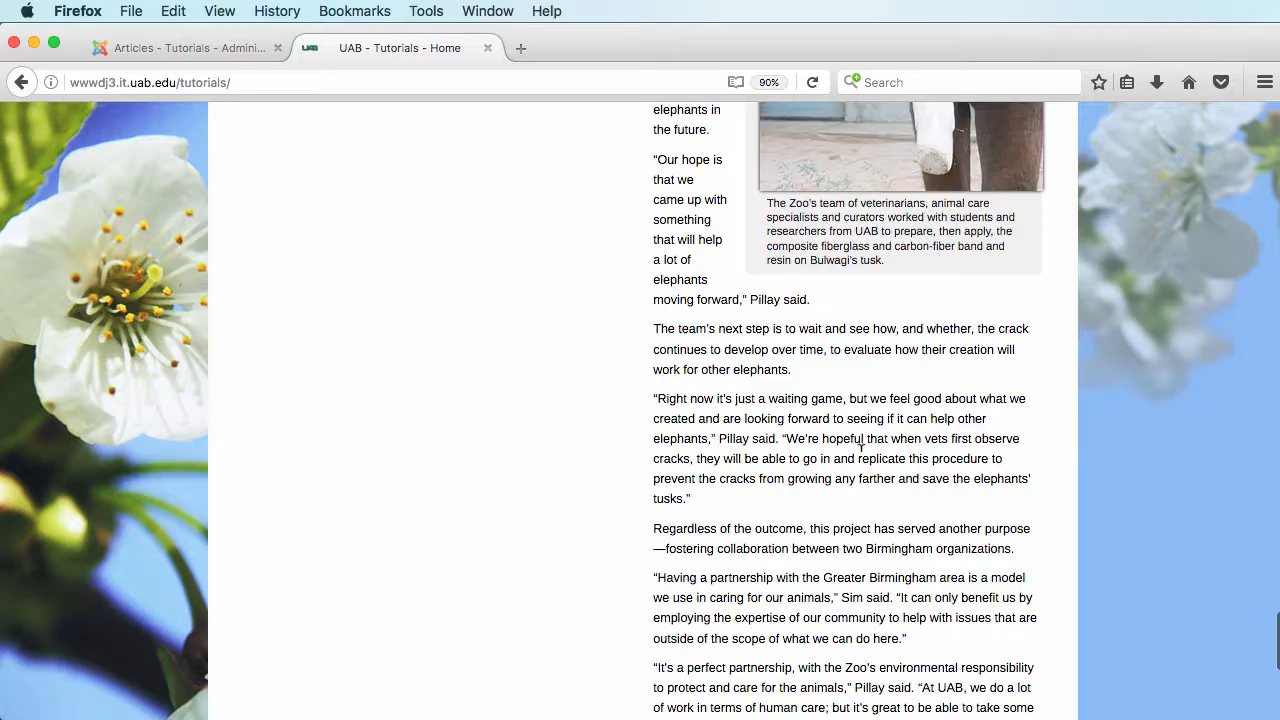 Firefox File Edit View History Bookmarks Tools Window Help
Articles - Tutorials - Admini... UAB UAB - Tutorials - Home
wwwdj3.it.uab.edu/tutorials/ 90% Search
elephants in
the future.
“Our hope is
that we
came up with
something
that will help
a lot of
elephants
moving forward,” Pillay said.
The Zoo’s team of veterinarians, animal care
specialists and curators worked with students and
researchers from UAB to prepare, then apply, the
composite fiberglass and carbon-fiber band and
resin on Bulwagi’s tusk.
The team’s next step is to wait and see how, and whether, the crack
continues to develop over time, to evaluate how their creation will
work for other elephants.
“Right now it’s just a waiting game, but we feel good about what we
created and are looking forward to seeing if it can help other
elephants,” Pillay said. “We’re hopeful that when vets first observe
cracks, they will be able to go in and replicate this procedure to
prevent the cracks from growing any farther and save the elephants’
tusks.”
Regardless of the outcome, this project has served another purpose
—fostering collaboration between two Birmingham organizations.
“Having a partnership with the Greater Birmingham area is a model
we use in caring for our animals,” Sim said. “It can only benefit us by
employing the expertise of our community to help with issues that are
outside of the scope of what we can do here.”
“It’s a perfect partnership, with the Zoo’s environmental responsibility
to protect and care for the animals,” Pillay said. “At UAB, we do a lot
of work in terms of human care; but it’s great to be able to take some